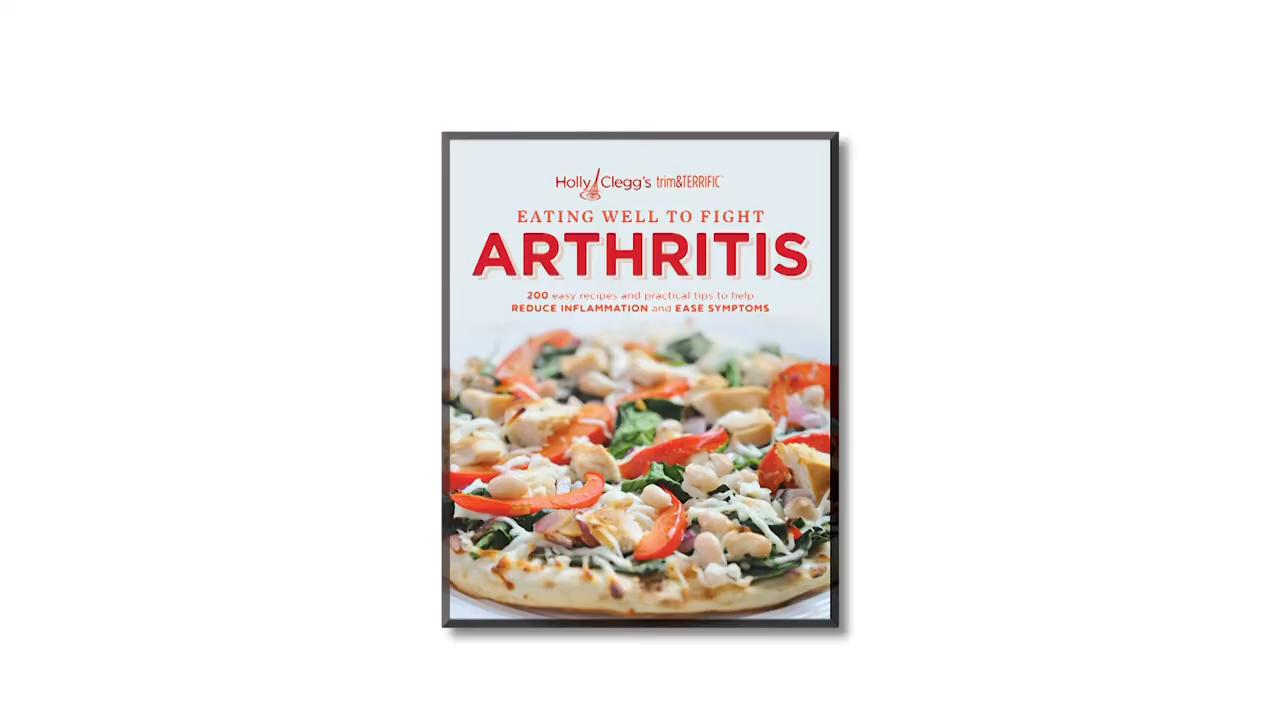 Holly Clegg's trim&TERRIFIC™
EATING WELL TO FIGHT
ARTHRITIS
200 easy recipes and practical tips to help
REDUCE INFLAMMATION and EASE SYMPTOMS